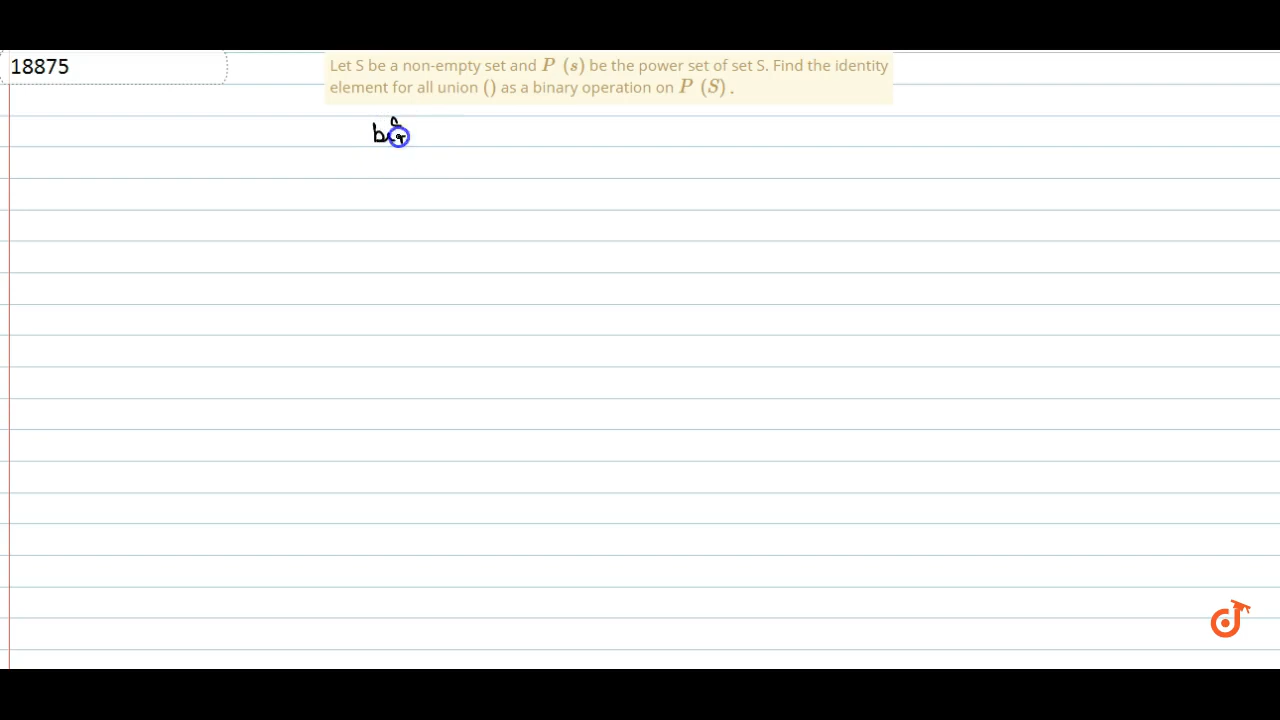 18875
Let S be a non-empty set and P (s) be the power set of set S. Find the identity
element for all union () as a binary operation on P (S) .